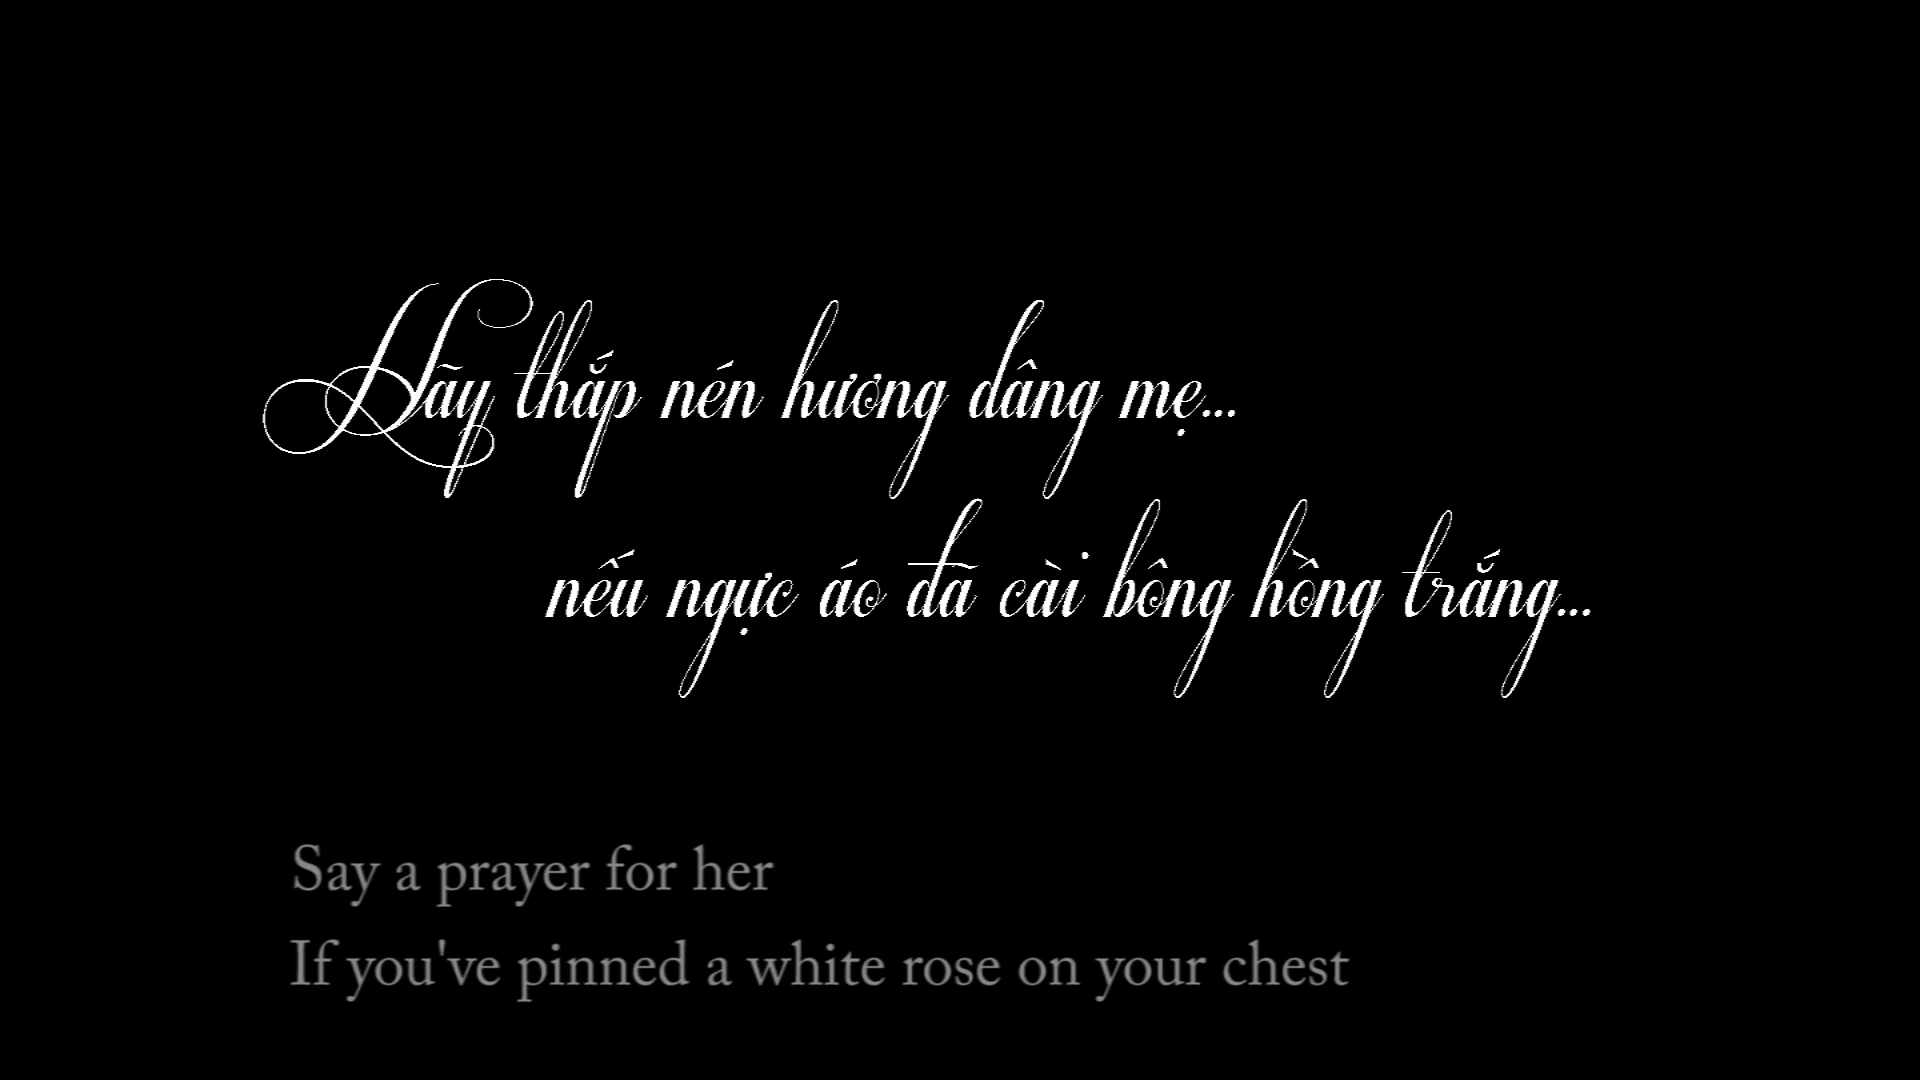 Hãy thắp nén hương dâng mẹ...
nếu ngực áo đã cài bông hồng trắng...
Say a prayer for her
If you've pinned a white rose on your chest